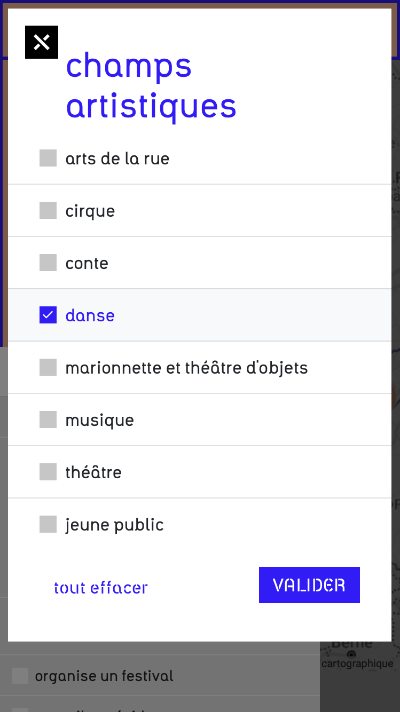 champs
artistiques
arts de la rue
cirque
conte
danse
marionnette et théâtre d'objets
musique
théâtre
jeune public
tout effacer
VALIDER
Berne
cartographique
organise un festival